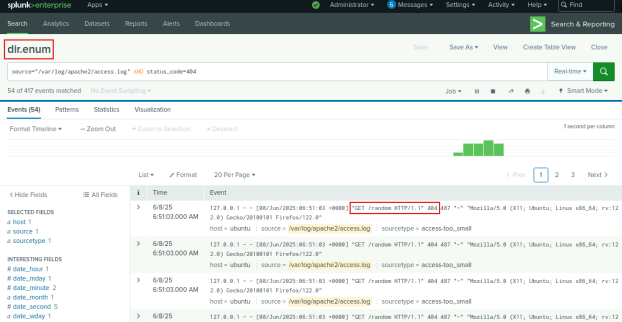 splunk>enterprise Apps ▾ Administrator ▾ 6 Messages ▾ Settings ▾ Activity ▾ Help ▾ Find
Search Analytics Datasets Reports Alerts Dashboards Search & Reporting
dir.enum Save Save As ▾ View Create Table View Close
source="/var/log/apache2/access.log" AND status_code=404 Real-time ▾
54 of 417 events matched No Event Sampling ▾ Job ▾ Smart Mode ▾
Events (54) Patterns Statistics Visualization
Format Timeline ▾ — Zoom Out + Zoom to Selection × Deselect 1 second per column
List ▾ Format 20 Per Page ▾ < Prev 1 2 3 Next >
< Hide Fields All Fields i Time Event
SELECTED FIELDS
a host 1
a source 1
a sourcetype 1
INTERESTING FIELDS
# date_hour 1
# date_mday 1
# date_minute 2
a date_month 1
# date_second 5
a date_wday 1
> 6/8/25 6:51:03.000 AM
127.0.0.1 - - [08/Jun/2025:06:51:03 +0000] "GET /random HTTP/1.1" 404 487 "-" "Mozilla/5.0 (X11; Ubuntu; Linux x86_64; rv:12
2.0) Gecko/20100101 Firefox/122.0"
host = ubuntu source = /var/log/apache2/access.log sourcetype = access-too_small
> 6/8/25 6:51:03.000 AM
127.0.0.1 - - [08/Jun/2025:06:51:03 +0000] "GET /random HTTP/1.1" 404 487 "-" "Mozilla/5.0 (X11; Ubuntu; Linux x86_64; rv:12
2.0) Gecko/20100101 Firefox/122.0"
host = ubuntu source = /var/log/apache2/access.log sourcetype = access-too_small
> 6/8/25 6:51:03.000 AM
127.0.0.1 - - [08/Jun/2025:06:51:03 +0000] "GET /random HTTP/1.1" 404 487 "-" "Mozilla/5.0 (X11; Ubuntu; Linux x86_64; rv:12
2.0) Gecko/20100101 Firefox/122.0"
host = ubuntu source = /var/log/apache2/access.log sourcetype = access-too_small
> 6/8/25
127.0.0.1 - - [08/Jun/2025:06:51:03 +0000] "GET /random HTTP/1.1" 404 487 "-" "Mozilla/5.0 (X11; Ubuntu; Linux x86_64; rv:12